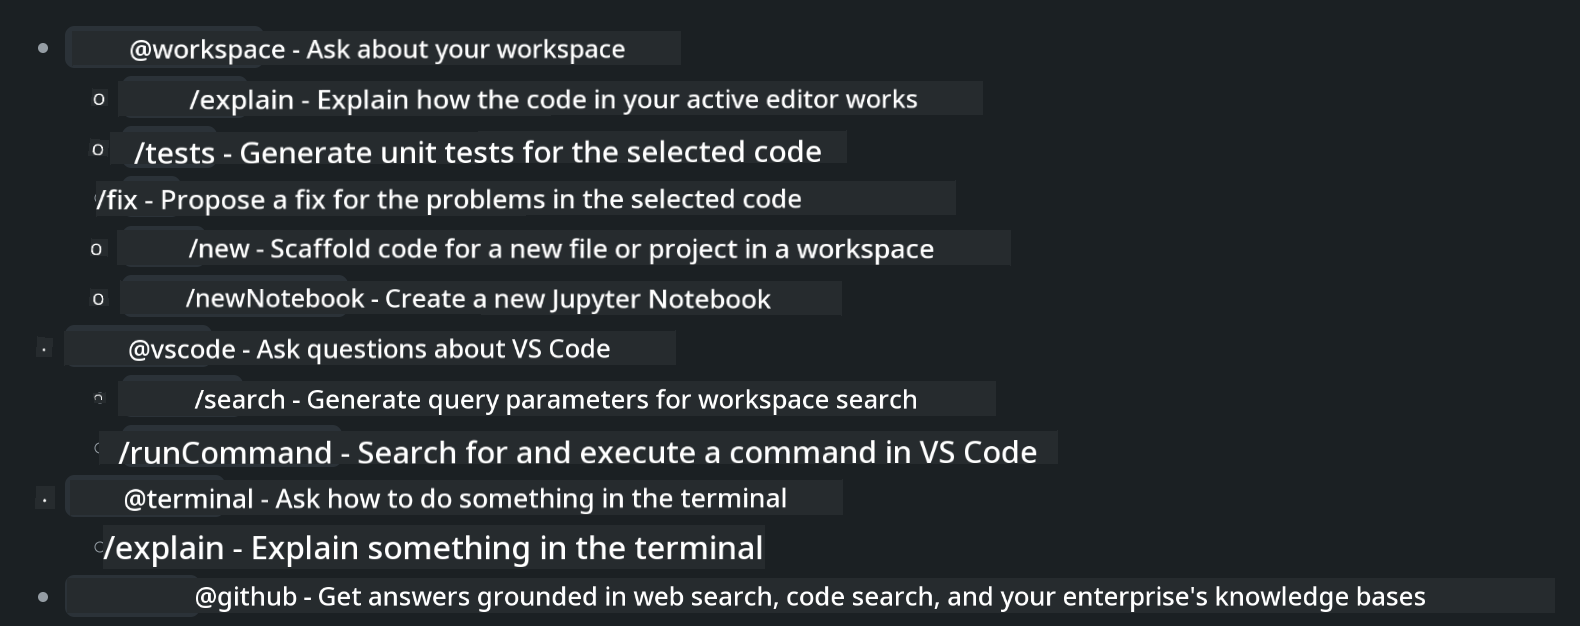 @workspace - Ask about your workspace
/explain - Explain how the code in your active editor works
/tests - Generate unit tests for the selected code
/fix - Propose a fix for the problems in the selected code
/new - Scaffold code for a new file or project in a workspace
/newNotebook - Create a new Jupyter Notebook
@vscode - Ask questions about VS Code
/search - Generate query parameters for workspace search
/runCommand - Search for and execute a command in VS Code
@terminal - Ask how to do something in the terminal
/explain - Explain something in the terminal
@github - Get answers grounded in web search, code search, and your enterprise's knowledge bases